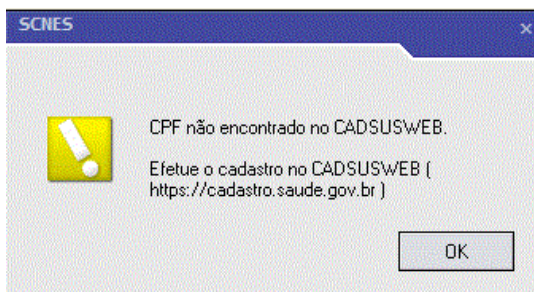 SCNES
CPF não encontrado no CADSUSWEB.
Efetue o cadastro no CADSUSWEB (
https://cadastro.saude.gov.br )
OK